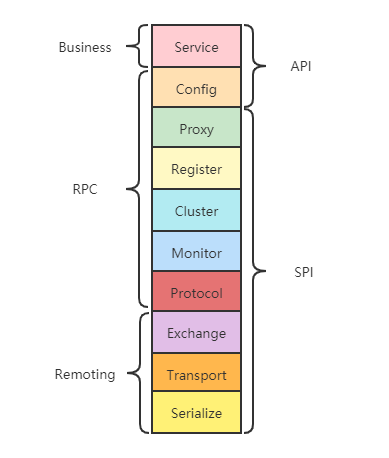 Business
Service
API
Config
Proxy
Register
RPC
Cluster
Monitor
SPI
Protocol
Exchange
Remoting
Transport
Serialize